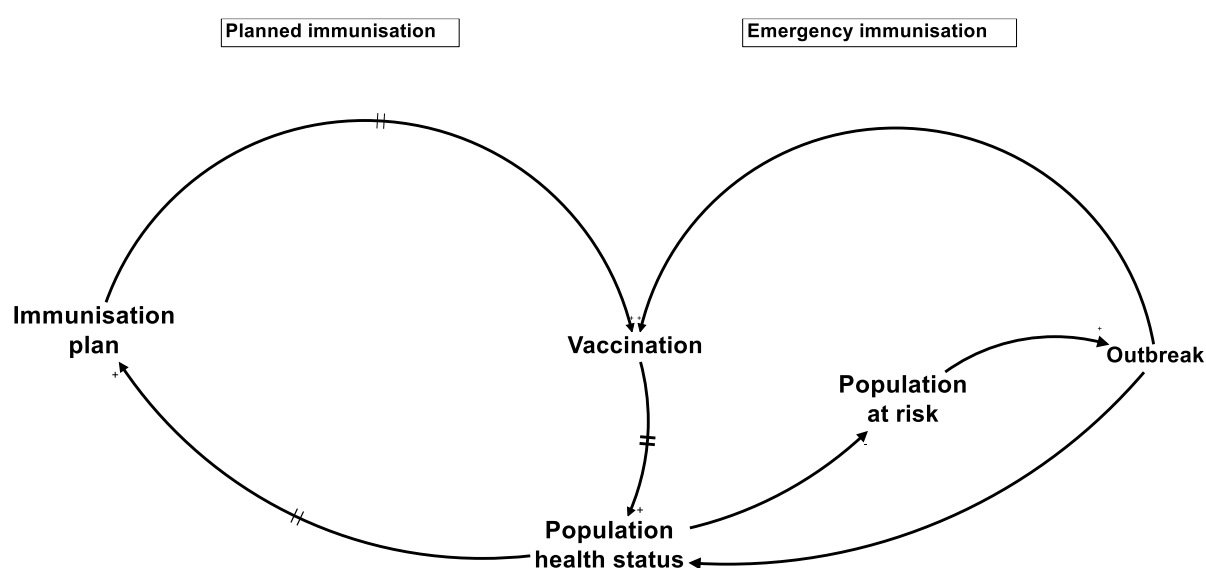 Planned immunisation
Emergency immunisation
+ +
Immunisation
plan
+
Vaccination
+
Outbreak
Population
at risk
-
+
Population
health status